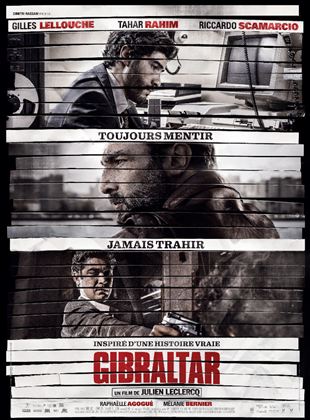 GILLES LELLOUCHE TAHAR RAHIM RICCARDO SCAMARCIO
TOUJOURS MENTIR
JAMAIS TRAHIR
INSPIRÉ D'UNE HISTOIRE VRAIE
GIBRALTAR
UN FILM DE JULIEN LECLERCQ
RAPHAËLLE AGOGUÉ MÉLANIE BERNIER